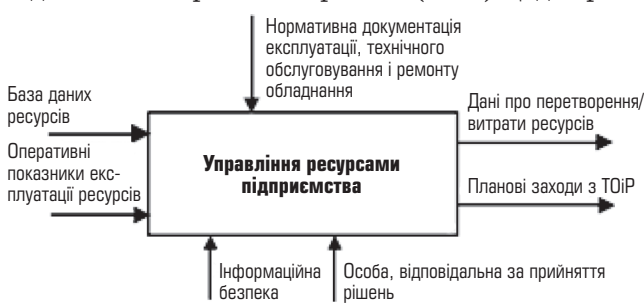 Нормативна документація
експлуатації, технічного
обслуговування і ремонту
обладнання
База даних
ресурсів
Оперативні
показники екс-
плуатації ресурсів
Управління ресурсами
підприємства
Дані про перетворення/
витрати ресурсів
Планові заходи з ТОіР
Інформаційна
безпека
Особа, відповідальна за прийняття
рішень